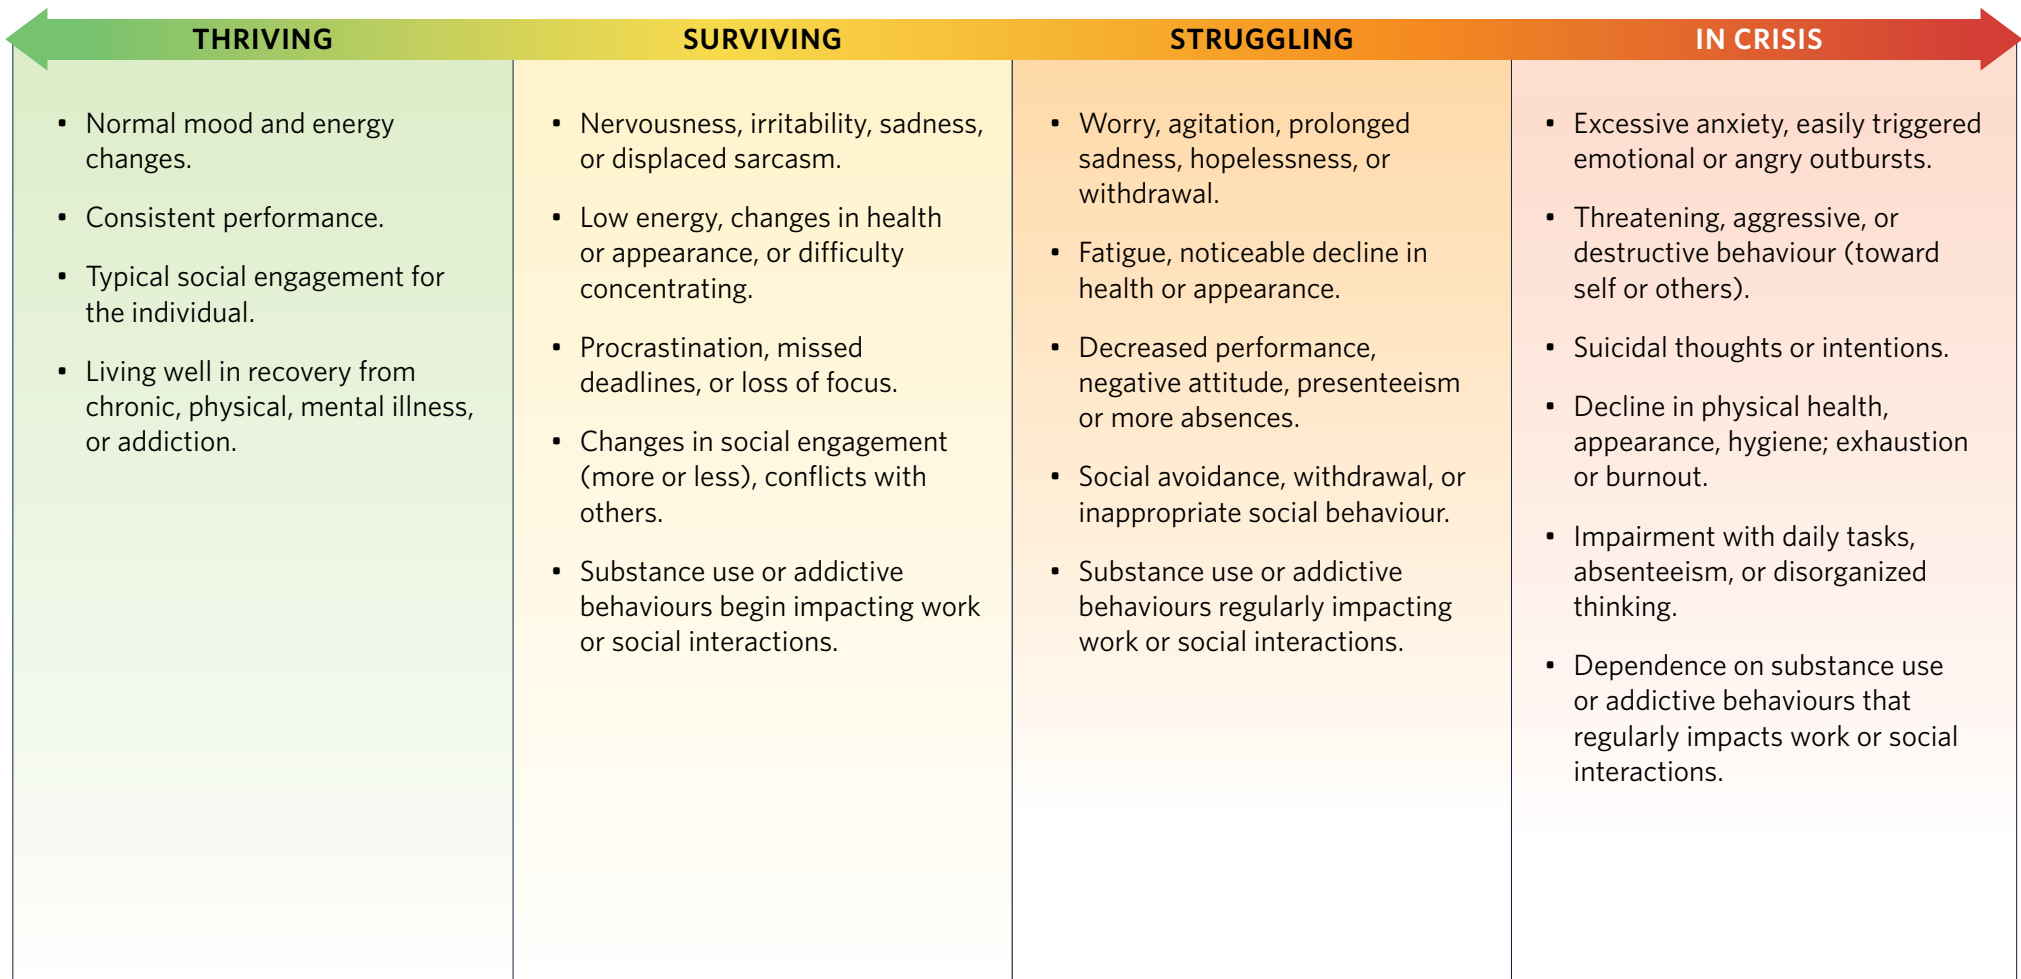 THRIVING
SURVIVING
STRUGGLING
IN CRISIS
• Normal mood and energy
changes.
• Consistent performance.
• Typical social engagement for
the individual.
• Living well in recovery from
chronic, physical, mental illness,
or addiction.
• Nervousness, irritability, sadness,
or displaced sarcasm.
• Low energy, changes in health
or appearance, or difficulty
concentrating.
• Procrastination, missed
deadlines, or loss of focus.
• Changes in social engagement
(more or less), conflicts with
others.
• Substance use or addictive
behaviours begin impacting work
or social interactions.
• Worry, agitation, prolonged
sadness, hopelessness, or
withdrawal.
• Fatigue, noticeable decline in
health or appearance.
• Decreased performance,
negative attitude, presenteeism
or more absences.
• Social avoidance, withdrawal, or
inappropriate social behaviour.
• Substance use or addictive
behaviours regularly impacting
work or social interactions.
• Excessive anxiety, easily triggered
emotional or angry outbursts.
• Threatening, aggressive, or
destructive behaviour (toward
self or others).
• Suicidal thoughts or intentions.
• Decline in physical health,
appearance, hygiene; exhaustion
or burnout.
• Impairment with daily tasks,
absenteeism, or disorganized
thinking.
• Dependence on substance use
or addictive behaviours that
regularly impacts work or social
interactions.